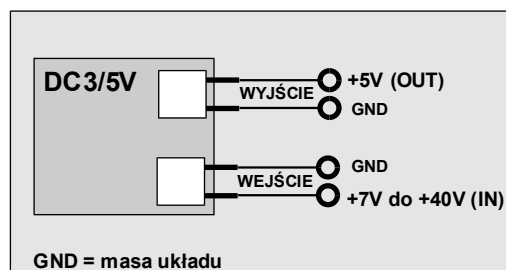 DC3/5V
+5V (OUT)
WYJŚCIE
GND
GND
WEJŚCIE
+7V do +40V (IN)
GND = masa układu